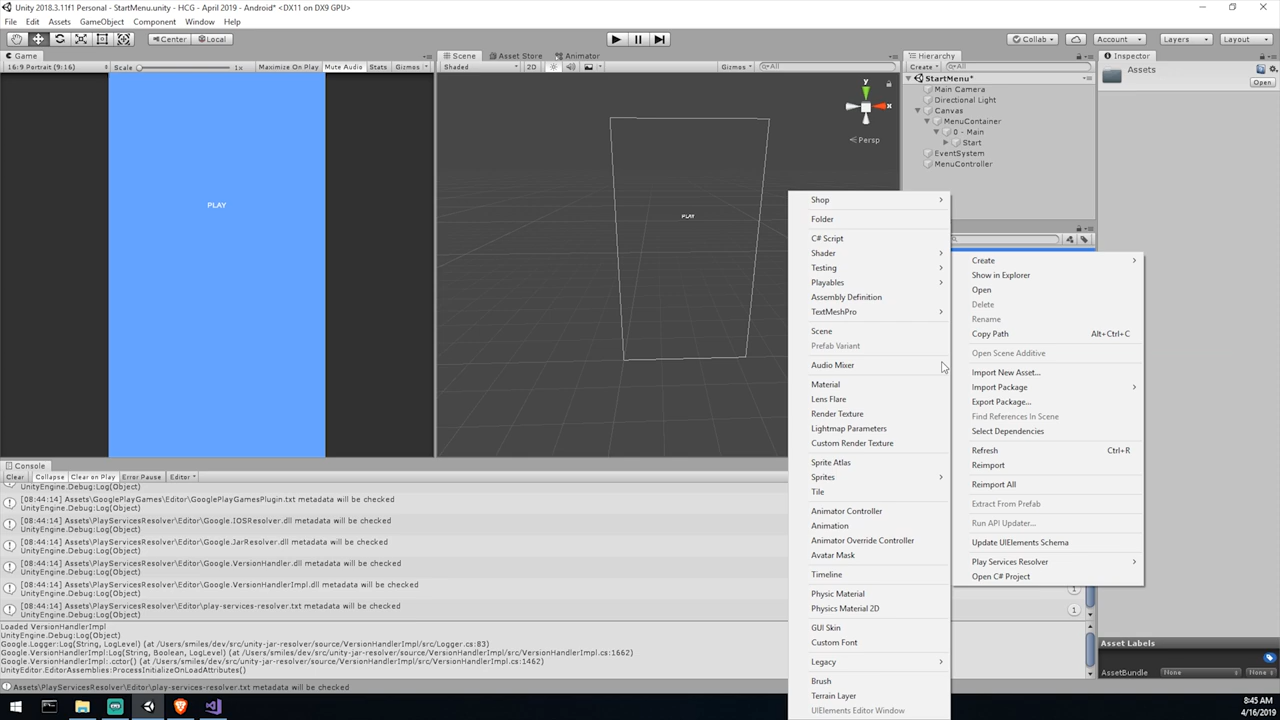 Unity 2018.3.11f1 Personal - StartMenu.unity - HCG - April 2019 - Android* <DX11 on DX9 GPU>
File Edit Assets GameObject Component Window Help
Center Local Collab Account Layers Layout
Game Scene Asset Store Animator Hierarchy Inspector
16:9 Portrait (9:16) Scale 1x Maximize On Play Mute Audio Stats Gizmos Shaded 2D Gizmos All Create All
Assets
Open
StartMenu*
Main Camera
Directional Light
Canvas
MenuContainer
0 - Main
Start
EventSystem
MenuController
y
x
Persp
PLAY
PLAY
Shop
Folder
C# Script
Shader
Testing
Playables
Assembly Definition
TextMeshPro
Scene
Prefab Variant
Audio Mixer
Material
Lens Flare
Render Texture
Lightmap Parameters
Custom Render Texture
Sprite Atlas
Sprites
Tile
Animator Controller
Animation
Animator Override Controller
Avatar Mask
Timeline
Physic Material
Physics Material 2D
GUI Skin
Custom Font
Legacy
Brush
Terrain Layer
UIElements Editor Window
Create
Show in Explorer
Open
Delete
Rename
Copy Path Alt+Ctrl+C
Open Scene Additive
Import New Asset...
Import Package
Export Package...
Find References In Scene
Select Dependencies
Refresh Ctrl+R
Reimport
Reimport All
Extract From Prefab
Run API Updater...
Update UIElements Schema
Play Services Resolver
Open C# Project
Console
Clear Collapse Clear on Play Error Pause Editor
UnityEngine.Debug:Log(Object)
[08:44:14] Assets\GooglePlayGames\Editor\GooglePlayGamesPlugin.txt metadata will be checked
UnityEngine.Debug:Log(Object)
[08:44:14] Assets\PlayServicesResolver\Editor\Google.IOSResolver.dll metadata will be checked
UnityEngine.Debug:Log(Object)
[08:44:14] Assets\PlayServicesResolver\Editor\Google.JarResolver.dll metadata will be checked
UnityEngine.Debug:Log(Object)
[08:44:14] Assets\PlayServicesResolver\Editor\Google.VersionHandler.dll metadata will be checked
UnityEngine.Debug:Log(Object)
[08:44:14] Assets\PlayServicesResolver\Editor\Google.VersionHandlerImpl.dll metadata will be checked
UnityEngine.Debug:Log(Object)
1
[08:44:14] Assets\PlayServicesResolver\Editor\play-services-resolver.txt metadata will be checked
UnityEngine.Debug:Log(Object)
1
Loaded VersionHandlerImpl
UnityEngine.Debug:Log(Object)
Google.Logger:Log(String, LogLevel) (at /Users/smiles/dev/src/unity-jar-resolver/source/VersionHandlerImpl/src/Logger.cs:83)
Google.VersionHandlerImpl:Log(String, Boolean, LogLevel) (at /Users/smiles/dev/src/unity-jar-resolver/source/VersionHandlerImpl/src/VersionHandlerImpl.cs:1662)
Google.VersionHandlerImpl:.cctor() (at /Users/smiles/dev/src/unity-jar-resolver/source/VersionHandlerImpl/src/VersionHandlerImpl.cs:1462)
UnityEditor.EditorAssemblies:ProcessInitializeOnLoadAttributes()
Assets\PlayServicesResolver\Editor\play-services-resolver.txt metadata will be checked
Asset Labels
AssetBundle None None
8:45 AM
4/16/2019